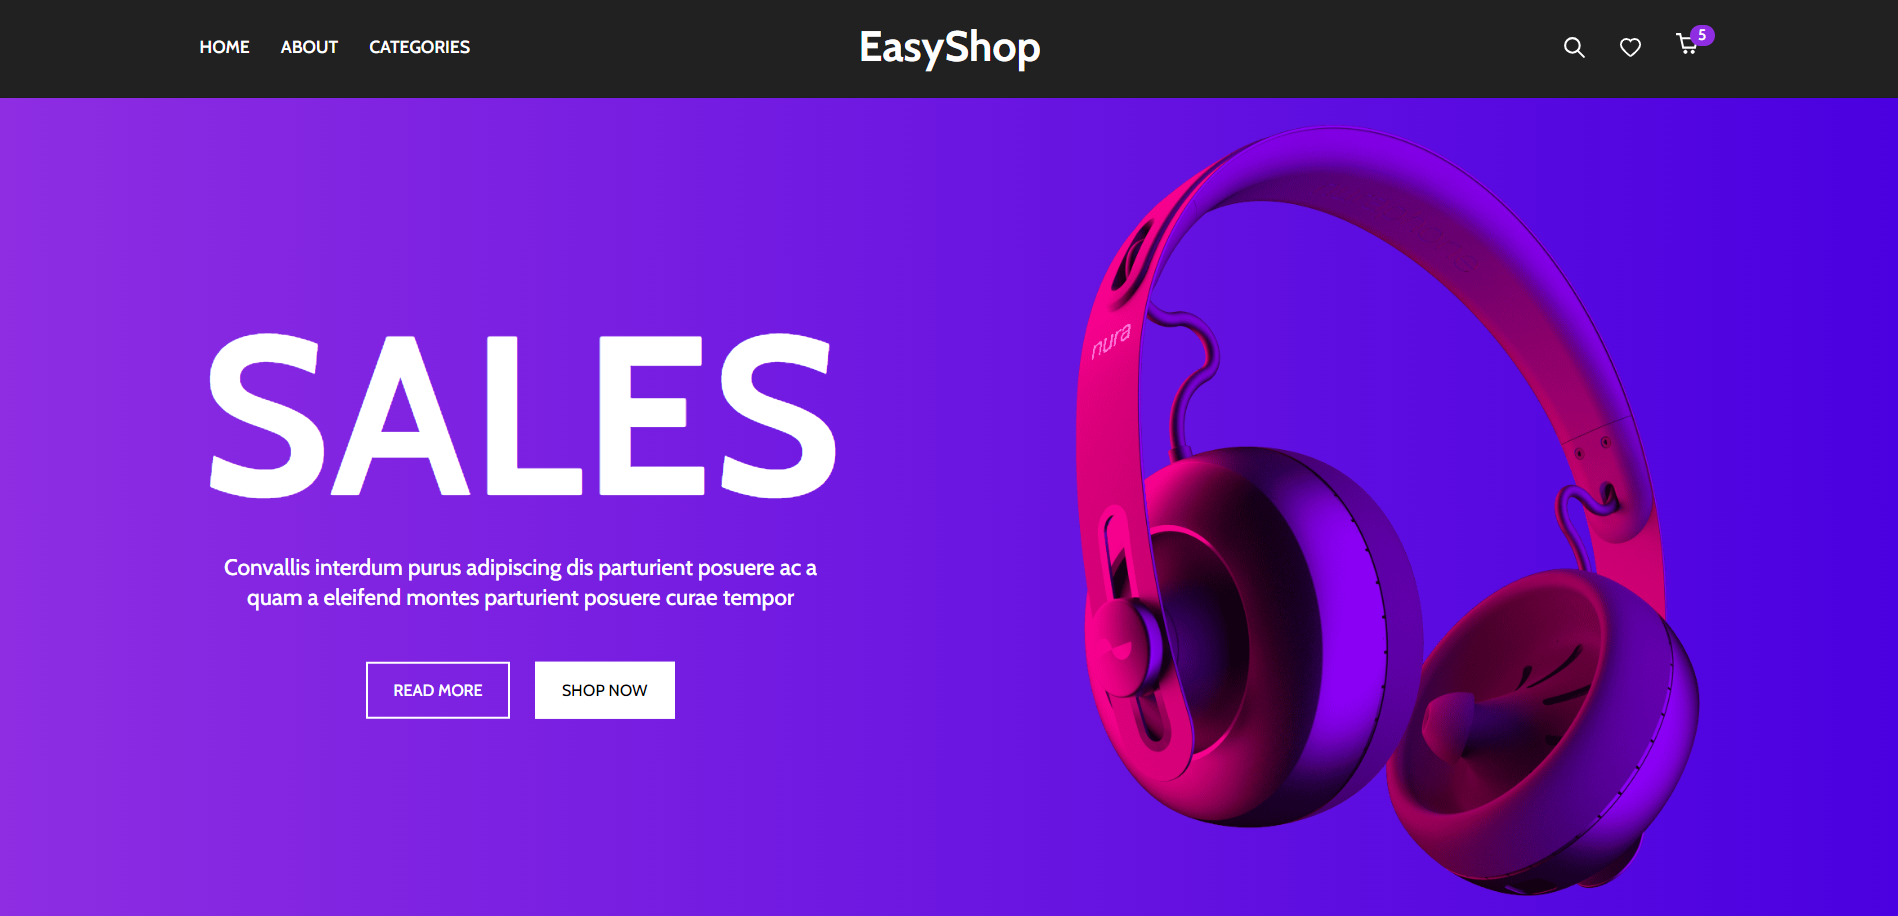 HOME ABOUT CATEGORIES EasyShop 5
SALES
nura
Convallis interdum purus adipiscing dis parturient posuere ac a
quam a eleifend montes parturient posuere curae tempor
READ MORE SHOP NOW